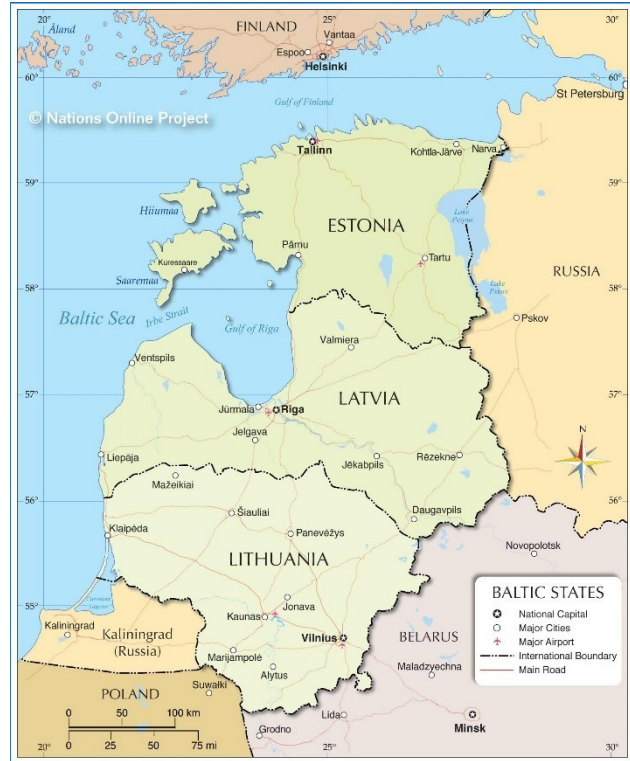 20°
25°
30°
FINLAND
Åland
Vantaa
Espoo
Helsinki
60°
60°
St Petersburg
Gulf of Finland
© Nations Online Project
Tallinn
Kohtla-Järve
Narva
59°
59°
Hiiumaa
ESTONIA
Lake
Peipus
Pärnu
Kuressaare
Tartu
Saaremaa
RUSSIA
Lake
Pskov
58°
58°
Baltic Sea
Irbe Strait
Gulf of Riga
Pskov
Valmiera
Ventspils
57°
57°
LATVIA
Jūrmala
Riga
Jelgava
Liepāja
Jēkabpils
Rēzekne
N
Mažeikiai
56°
56°
Šiauliai
Daugavpils
Klaipėda
Panevėžys
Novopolotsk
LITHUANIA
BALTIC STATES
National Capital
Major Cities
Major Airport
International Boundary
Main Road
Curonian
Lagoon
55°
Jonava
Kaunas
Kaliningrad
Kaliningrad
(Russia)
Vilnius
BELARUS
Marijampolė
Alytus
Maladzyechna
POLAND
Suwałki
0 50 100 km
0 25 50 75 mi
Lida
Minsk
Grodno
20°
25°
30°